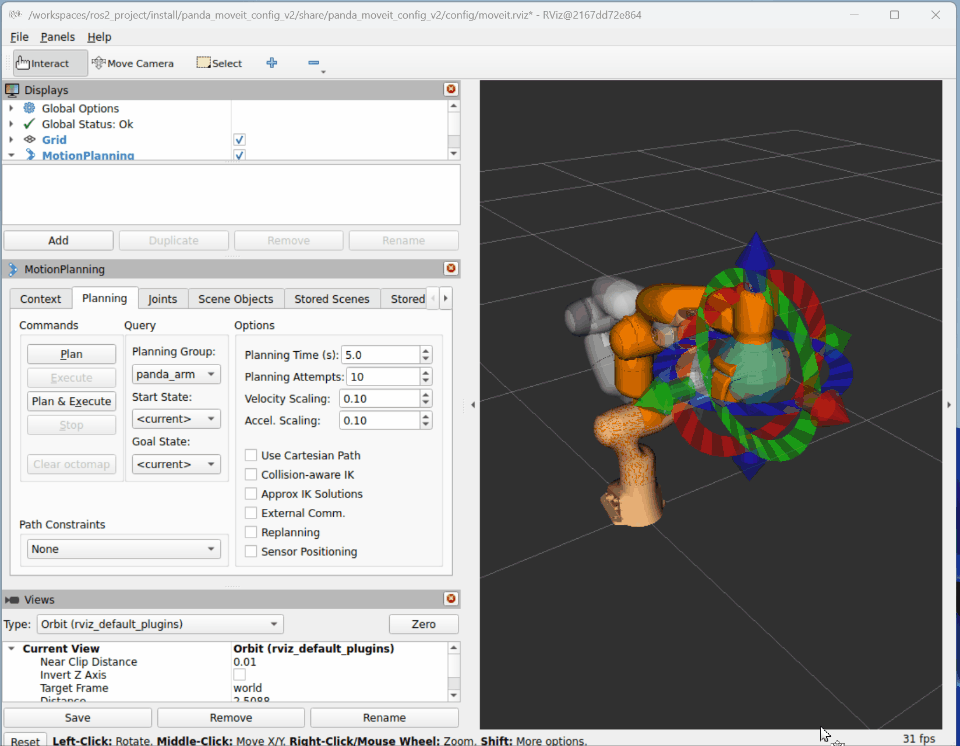 /workspaces/ros2_project/install/panda_moveit_config_v2/share/panda_moveit_config_v2/config/moveit.rviz* - RViz@2167dd72e864
File Panels Help
Interact Move Camera Select
Displays
Global Options
Global Status: Ok
Grid
MotionPlanning
Add Duplicate Remove Rename
MotionPlanning
Context Planning Joints Scene Objects Stored Scenes Stored
Commands Query Options
Plan
Execute
Plan & Execute
Stop
Clear octomap
Planning Group:
panda_arm
Start State:
<current>
Goal State:
<current>
Planning Time (s): 5.0
Planning Attempts: 10
Velocity Scaling: 0.10
Accel. Scaling: 0.10
Use Cartesian Path
Collision-aware IK
Approx IK Solutions
External Comm.
Replanning
Sensor Positioning
Path Constraints
None
Views
Type: Orbit (rviz_default_plugins) Zero
Current View Orbit (rviz_default_plugins)
Near Clip Distance 0.01
Invert Z Axis
Target Frame world
Distance 2.5088
Save Remove Rename
Reset Left-Click: Rotate. Middle-Click: Move X/Y. Right-Click/Mouse Wheel: Zoom. Shift: More options. 31 fps